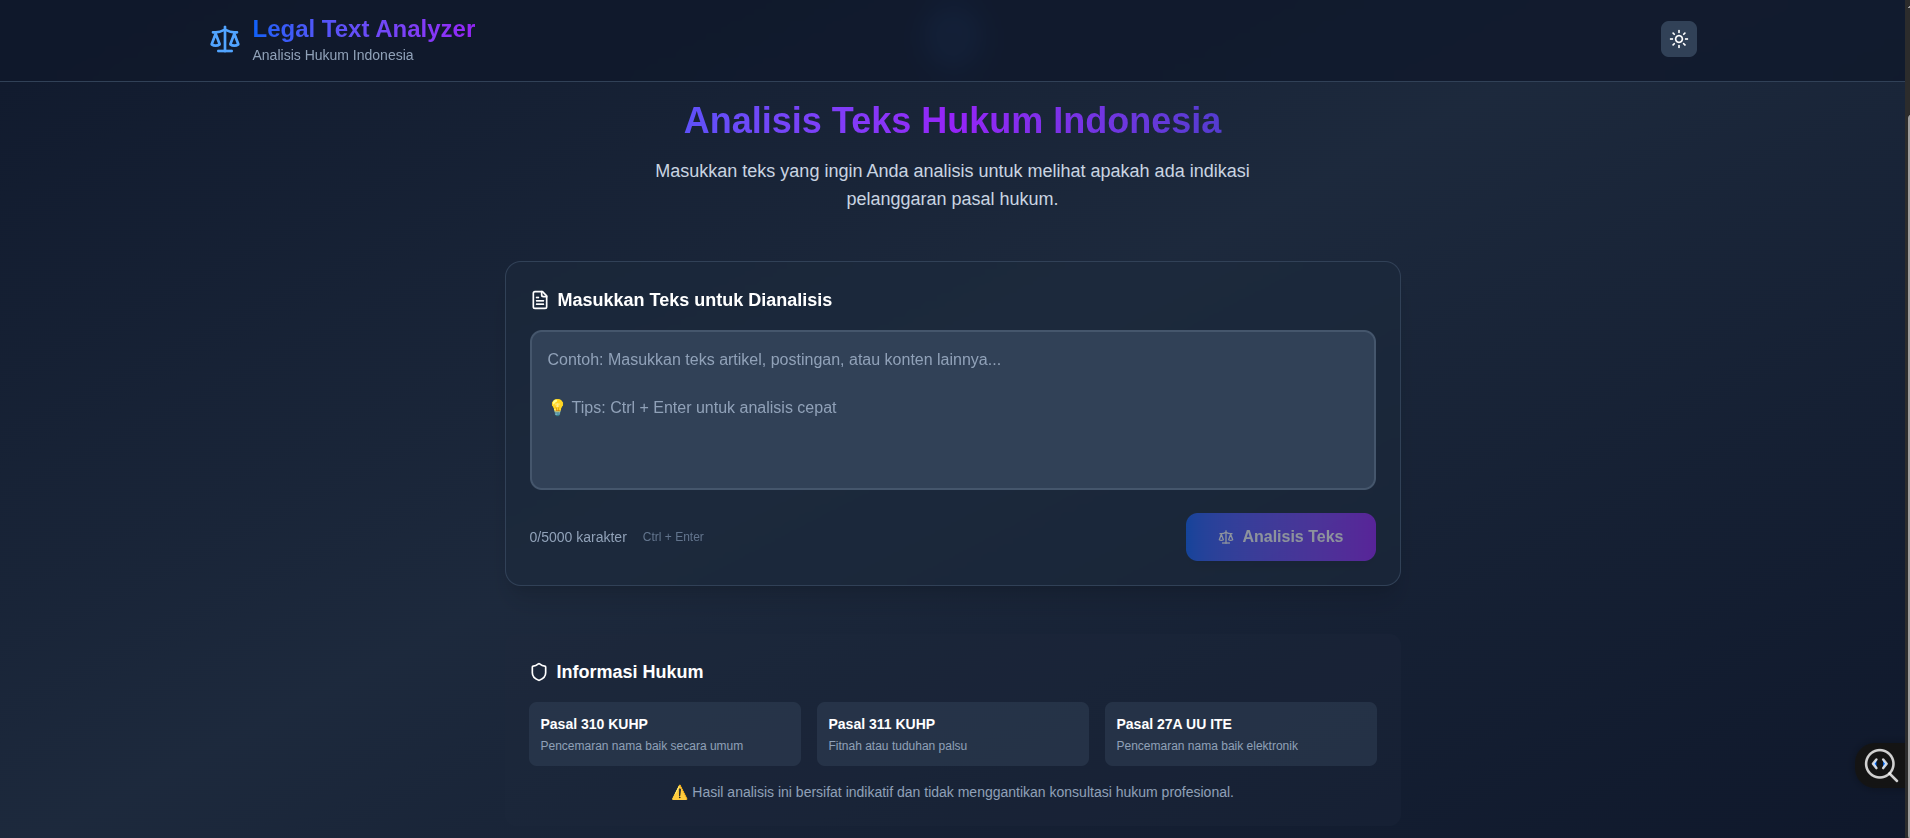 Legal Text Analyzer
Analisis Hukum Indonesia
Analisis Teks Hukum Indonesia
Masukkan teks yang ingin Anda analisis untuk melihat apakah ada indikasi
pelanggaran pasal hukum.
Masukkan Teks untuk Dianalisis
Contoh: Masukkan teks artikel, postingan, atau konten lainnya...
💡 Tips: Ctrl + Enter untuk analisis cepat
0/5000 karakter Ctrl + Enter
Analisis Teks
Informasi Hukum
Pasal 310 KUHP
Pencemaran nama baik secara umum
Pasal 311 KUHP
Fitnah atau tuduhan palsu
Pasal 27A UU ITE
Pencemaran nama baik elektronik
⚠️ Hasil analisis ini bersifat indikatif dan tidak menggantikan konsultasi hukum profesional.